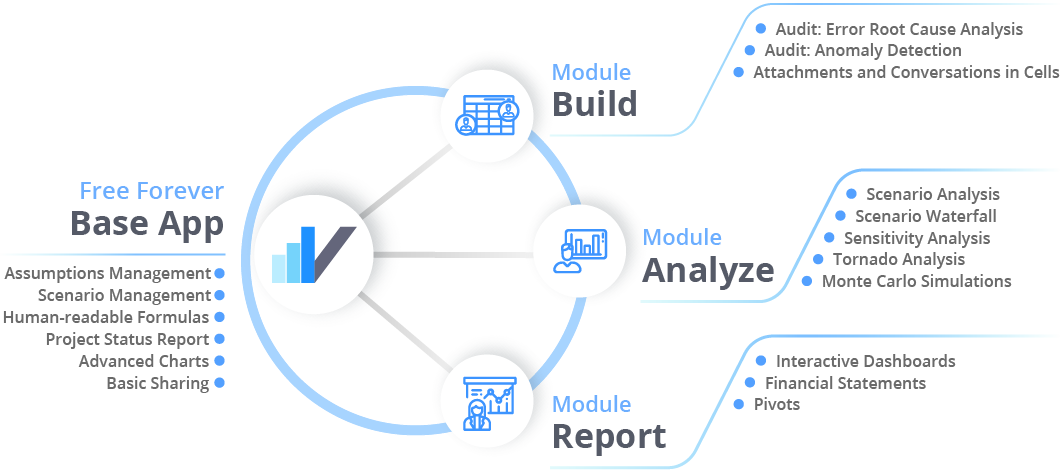 Free Forever
Base App
Assumptions Management
Scenario Management
Human-readable Formulas
Project Status Report
Advanced Charts
Basic Sharing
Module
Build
Audit: Error Root Cause Analysis
Audit: Anomaly Detection
Attachments and Conversations in Cells
Module
Analyze
Scenario Analysis
Scenario Waterfall
Sensitivity Analysis
Tornado Analysis
Monte Carlo Simulations
Module
Report
Interactive Dashboards
Financial Statements
Pivots